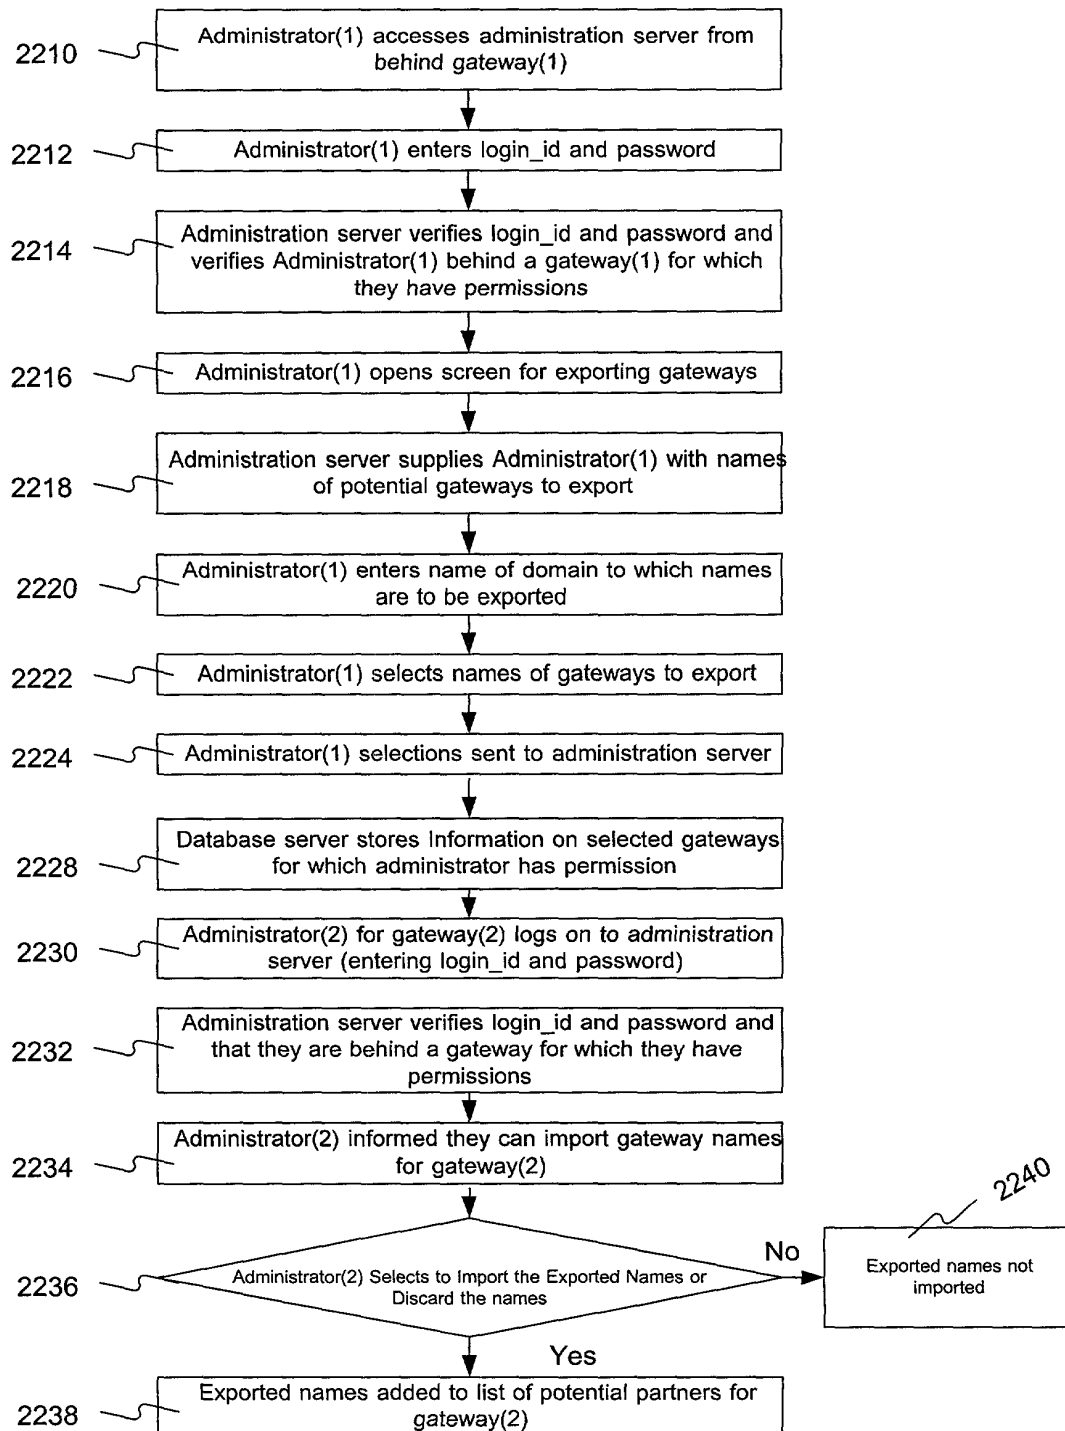 2210
Administrator(1) accesses administration server from
behind gateway(1)
2212
Administrator(1) enters login_id and password
2214
Administration server verifies login_id and password and
verifies Administrator(1) behind a gateway(1) for which
they have permissions
2216
Administrator(1) opens screen for exporting gateways
2218
Administration server supplies Administrator(1) with names
of potential gateways to export
2220
Administrator(1) enters name of domain to which names
are to be exported
2222
Administrator(1) selects names of gateways to export
2224
Administrator(1) selections sent to administration server
2228
Database server stores Information on selected gateways
for which administrator has permission
2230
Administrator(2) for gateway(2) logs on to administration
server (entering login_id and password)
2232
Administration server verifies login_id and password and
that they are behind a gateway for which they have
permissions
2234
Administrator(2) informed they can import gateway names
for gateway(2)
2236
Administrator(2) Selects to Import the Exported Names or
Discard the names
No
2240
Exported names not
imported
Yes
2238
Exported names added to list of potential partners for
gateway(2)